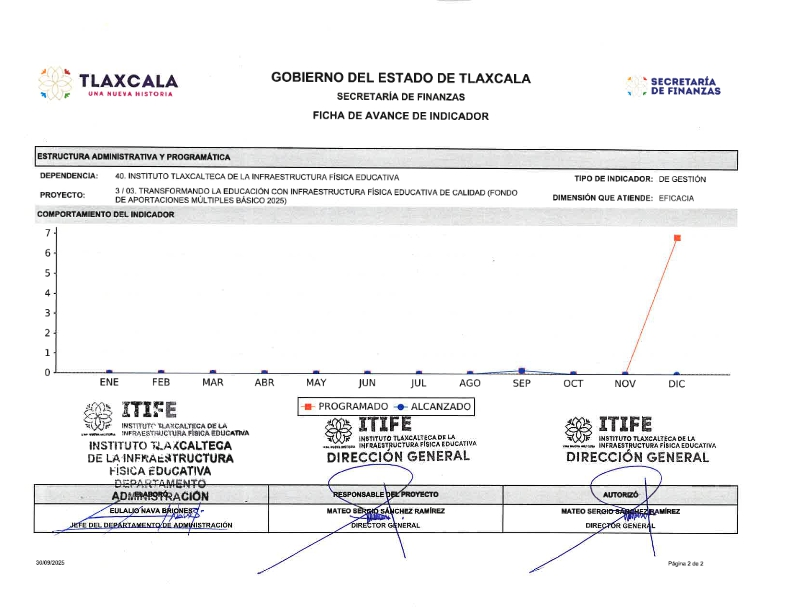 TLAXCALA
UNA NUEVA HISTORIA
GOBIERNO DEL ESTADO DE TLAXCALA
SECRETARÍA DE FINANZAS
FICHA DE AVANCE DE INDICADOR
SECRETARÍA
DE FINANZAS
ESTRUCTURA ADMINISTRATIVA Y PROGRAMÁTICA
DEPENDENCIA: 40. INSTITUTO TLAXCALTECA DE LA INFRAESTRUCTURA FÍSICA EDUCATIVA TIPO DE INDICADOR: DE GESTIÓN
PROYECTO: 3 / 03. TRANSFORMANDO LA EDUCACIÓN CON INFRAESTRUCTURA FÍSICA EDUCATIVA DE CALIDAD (FONDO
DE APORTACIONES MÚLTIPLES BÁSICO 2025) DIMENSIÓN QUE ATIENDE: EFICACIA
COMPORTAMIENTO DEL INDICADOR
7
6
5
4
3
2
1
0
ENE FEB MAR ABR MAY JUN JUL AGO SEP OCT NOV DIC
PROGRAMADO ALCANZADO
ITIFE
INSTITUTO TLAXCALTECA DE LA
INFRAESTRUCTURA FÍSICA EDUCATIVA
INSTITUTO TLAXCALTECA
DE LA INFRAESTRUCTURA
FÍSICA EDUCATIVA
DEPARTAMENTO
ADMINISTRACIÓN
ITIFE
INSTITUTO TLAXCALTECA DE LA
INFRAESTRUCTURA FÍSICA EDUCATIVA
DIRECCIÓN GENERAL
ITIFE
INSTITUTO TLAXCALTECA DE LA
INFRAESTRUCTURA FÍSICA EDUCATIVA
DIRECCIÓN GENERAL
ELABORÓ RESPONSABLE DEL PROYECTO AUTORIZÓ
EULALIO NAVA BRIONES MATEO SERGIO SÁNCHEZ RAMÍREZ MATEO SERGIO SÁNCHEZ RAMÍREZ
JEFE DEL DEPARTAMENTO DE ADMINISTRACIÓN DIRECTOR GENERAL DIRECTOR GENERAL
30/09/2025 Página 2 de 2